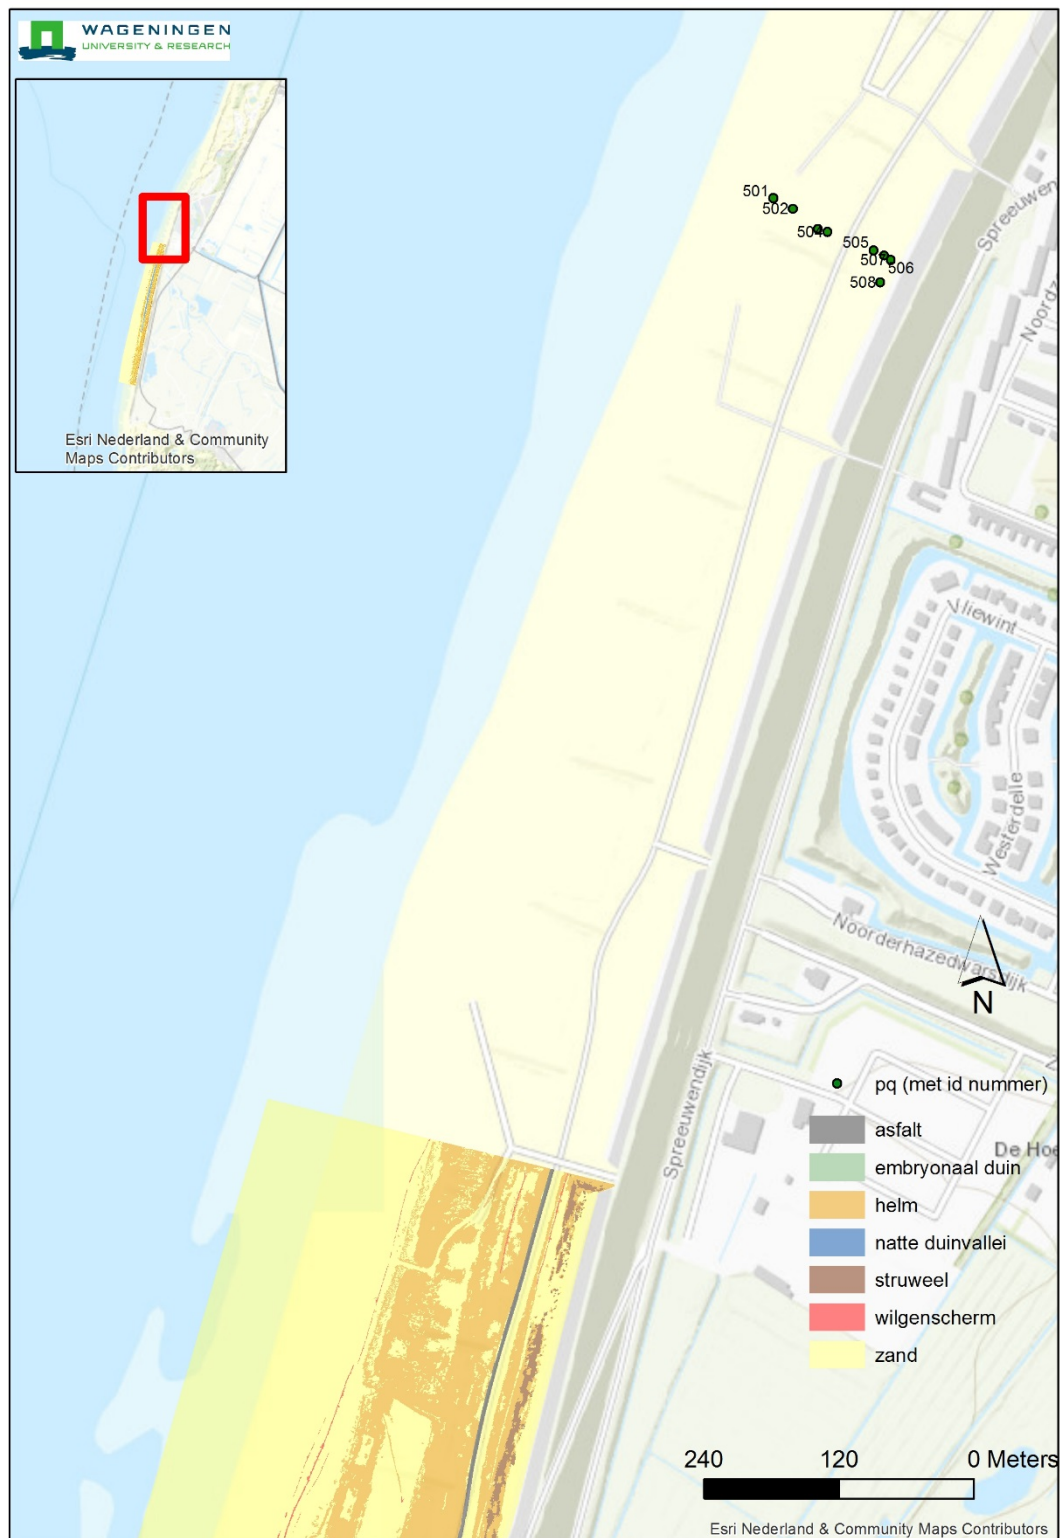 WAGENINGEN
UNIVERSITY & RESEARCH
Esri Nederland & Community
Maps Contributors
501
502
504
505
507
506
508
Spreeuwen
Noordz
Vliewint
Westerdelle
Noorderhazedwarsdijk
N
Spreeuwendijk
De Hoe
pq (met id nummer)
asfalt
embryonaal duin
helm
natte duinvallei
struweel
wilgenscherm
zand
240 120 0 Meters
Esri Nederland & Community Maps Contributors